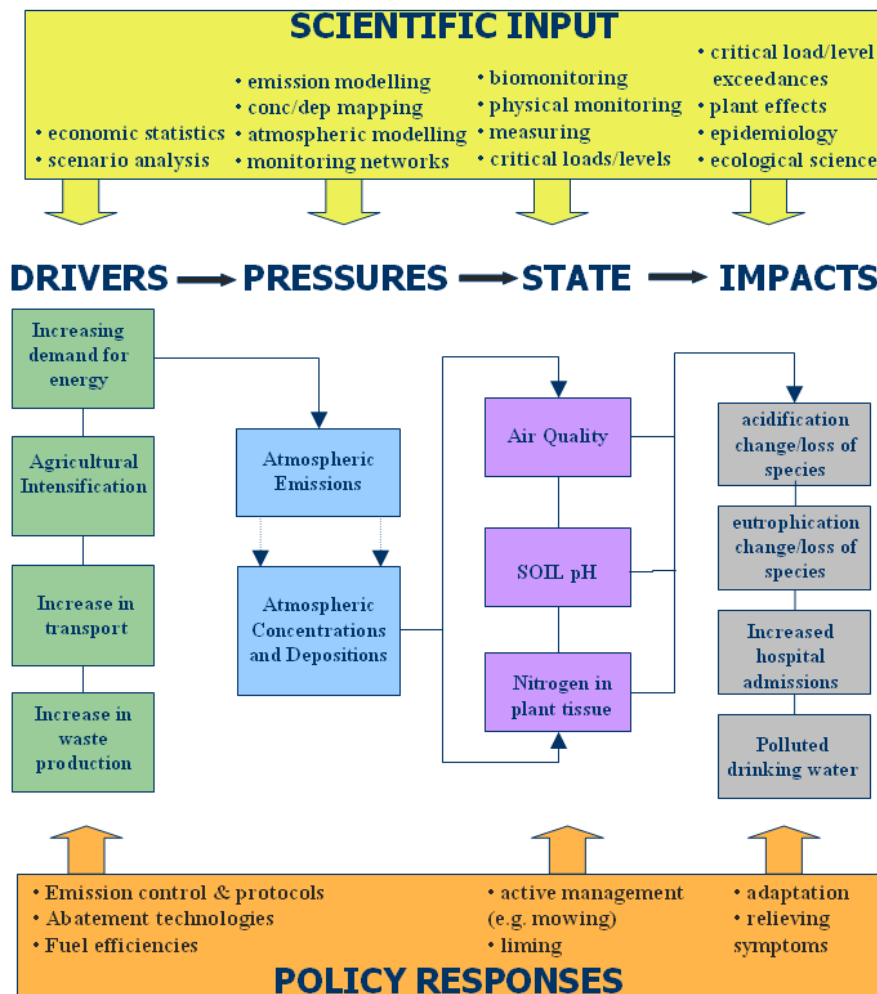 SCIENTIFIC INPUT
• economic statistics
• scenario analysis
• emission modelling
• conc/dep mapping
• atmospheric modelling
• monitoring networks
• biomonitoring
• physical monitoring
• measuring
• critical loads/levels
• critical load/level
exceedances
• plant effects
• epidemiology
• ecological science
DRIVERS
PRESSURES
STATE
IMPACTS
Increasing
demand for
energy
Agricultural
Intensification
Increase in
transport
Increase in
waste
production
Atmospheric
Emissions
Atmospheric
Concentrations
and Depositions
Air Quality
SOIL pH
Nitrogen in
plant tissue
acidification
change/loss of
species
eutrophication
change/loss of
species
Increased
hospital
admissions
Polluted
drinking water
• Emission control & protocols
• Abatement technologies
• Fuel efficiencies
• active management
(e.g. mowing)
• liming
• adaptation
• relieving
symptoms
POLICY RESPONSES